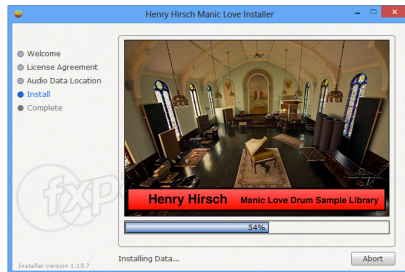 Henry Hirsch Manic Love Installer
Welcome
License Agreement
Audio Data Location
Install
Complete
Henry Hirsch Manic Love Drum Sample Library
54%
Installing Data...
Abort
Installer Version 1.15.7